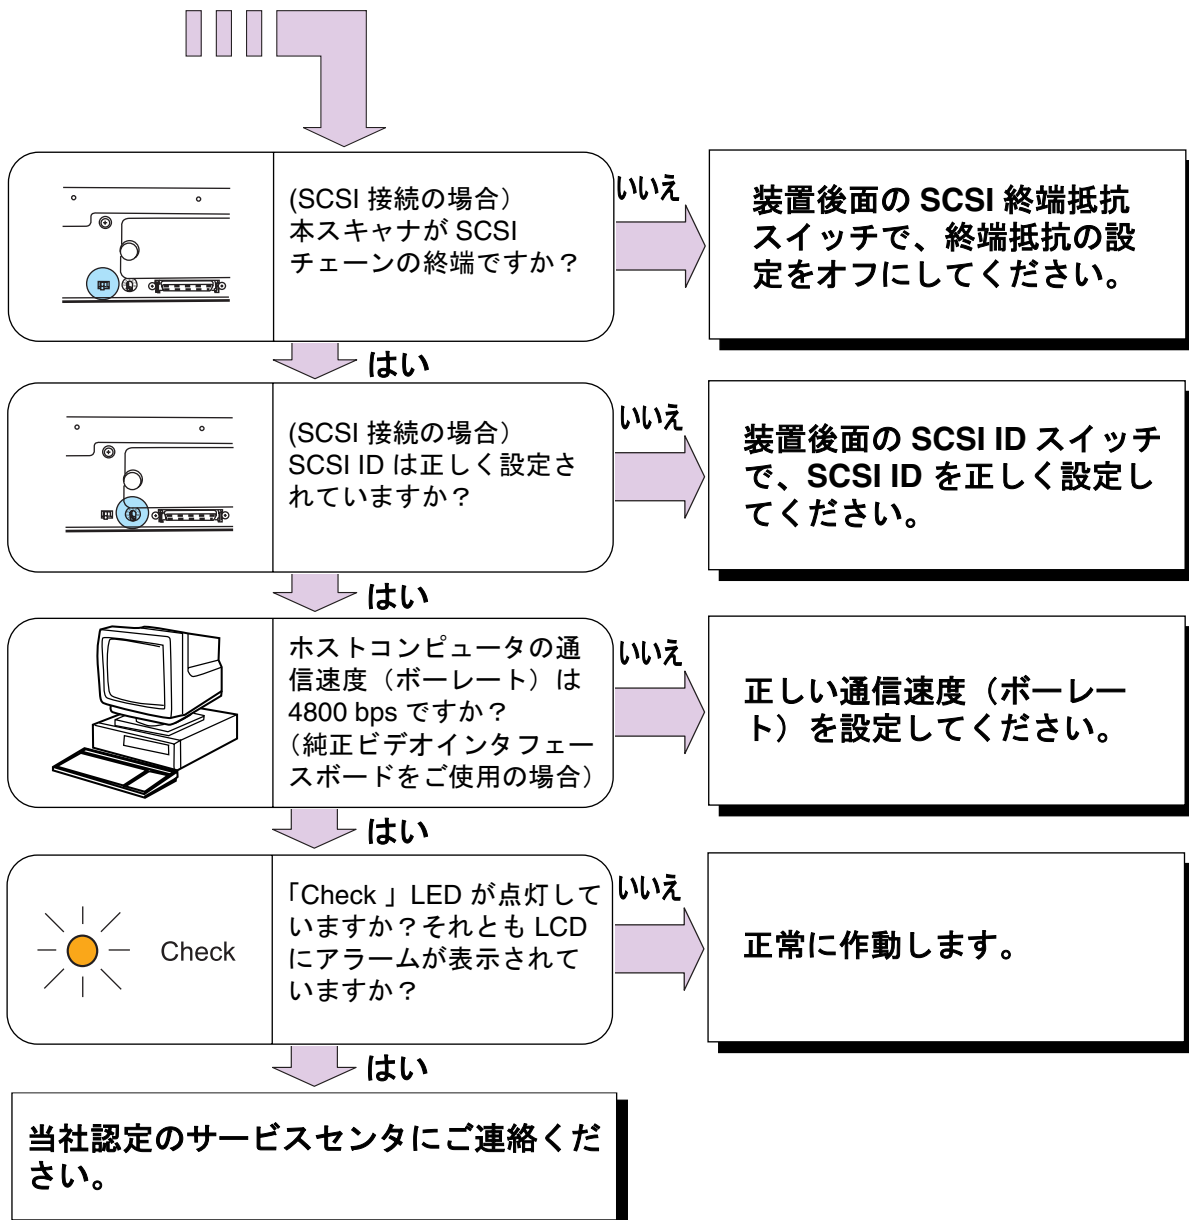 (SCSI 接続の場合)
本スキャナが SCSI
チェーンの終端ですか？
いいえ
装置後面の SCSI 終端抵抗
スイッチで、終端抵抗の設
定をオフにしてください。
はい
(SCSI 接続の場合)
SCSI ID は正しく設定さ
れていますか？
いいえ
装置後面の SCSI ID スイッチ
で、SCSI ID を正しく設定し
てください。
はい
ホストコンピュータの通
信速度（ボーレート）は
4800 bps ですか？
（純正ビデオインタフェー
スボードをご使用の場合）
いいえ
正しい通信速度（ボーレー
ト）を設定してください。
はい
Check
「Check 」LED が点灯して
いますか？それとも LCD
にアラームが表示されて
いますか？
いいえ
正常に作動します。
はい
当社認定のサービスセンタにご連絡くだ
さい。